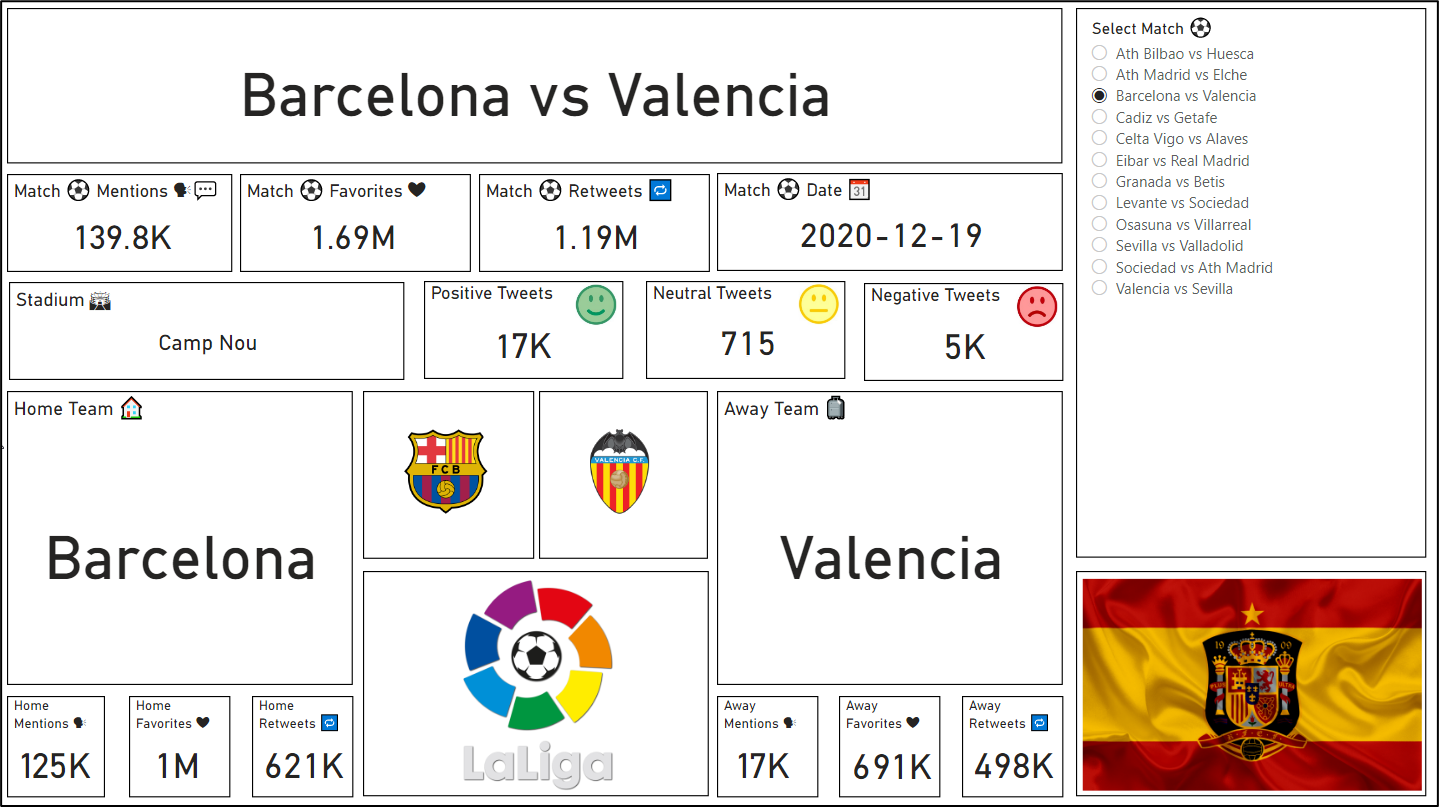 Barcelona vs Valencia
Select Match
Ath Bilbao vs Huesca
Ath Madrid vs Elche
Barcelona vs Valencia
Cadiz vs Getafe
Celta Vigo vs Alaves
Eibar vs Real Madrid
Granada vs Betis
Levante vs Sociedad
Osasuna vs Villarreal
Sevilla vs Valladolid
Sociedad vs Ath Madrid
Valencia vs Sevilla
Match Mentions
139.8K
Match Favorites
1.69M
Match Retweets
1.19M
Match Date 31
2020-12-19
Stadium
Camp Nou
Positive Tweets
17K
Neutral Tweets
715
Negative Tweets
5K
Home Team
Barcelona
FCB
VALENCIA C.F.
Away Team
Valencia
LaLiga
Home
Mentions
125K
Home
Favorites
1M
Home
Retweets
621K
Away
Mentions
17K
Away
Favorites
691K
Away
Retweets
498K
19 09
PLUS ULTRA
R.F.E.F.